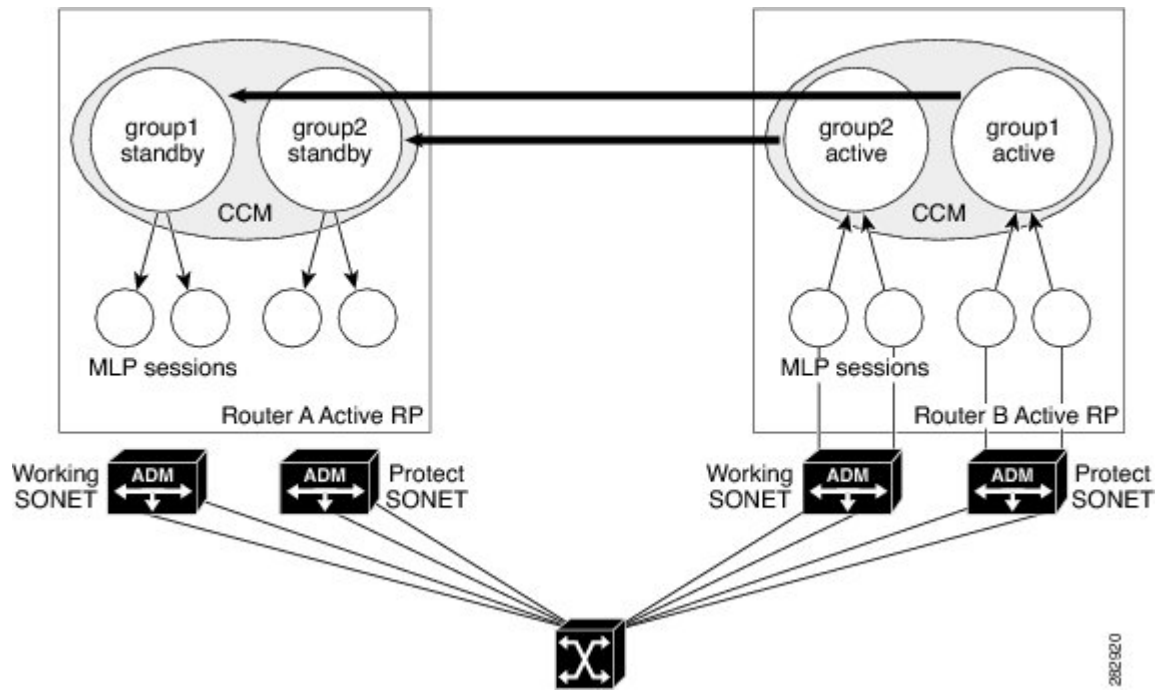 group1
standby
group2
standby
CCM
MLP sessions
Router A Active RP
group2
active
group1
active
CCM
MLP sessions
Router B Active RP
Working
SONET
ADM
ADM
Protect
SONET
Working
SONET
ADM
ADM
Protect
SONET
282920